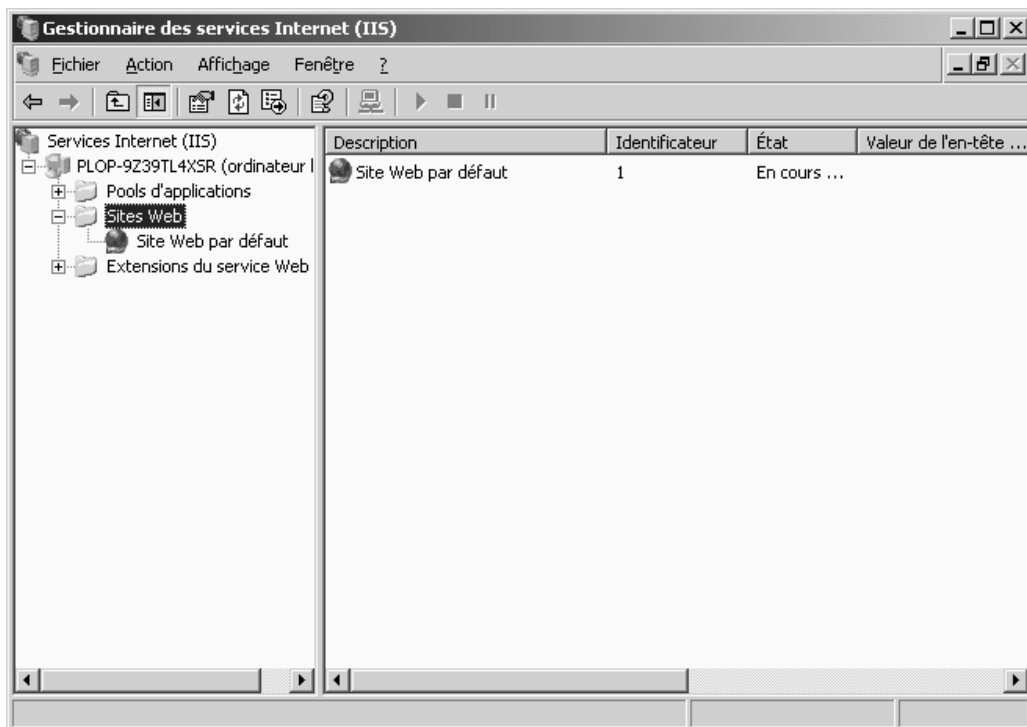 Gestionnaire des services Internet (IIS)
Fichier Action Affichage Fenêtre ?
Services Internet (IIS)
PLOP-9Z39TL4XSR (ordinateur l
Pools d'applications
Sites Web
Site Web par défaut
Extensions du service Web
Description Identificateur État Valeur de l'en-tête ...
Site Web par défaut 1 En cours ...